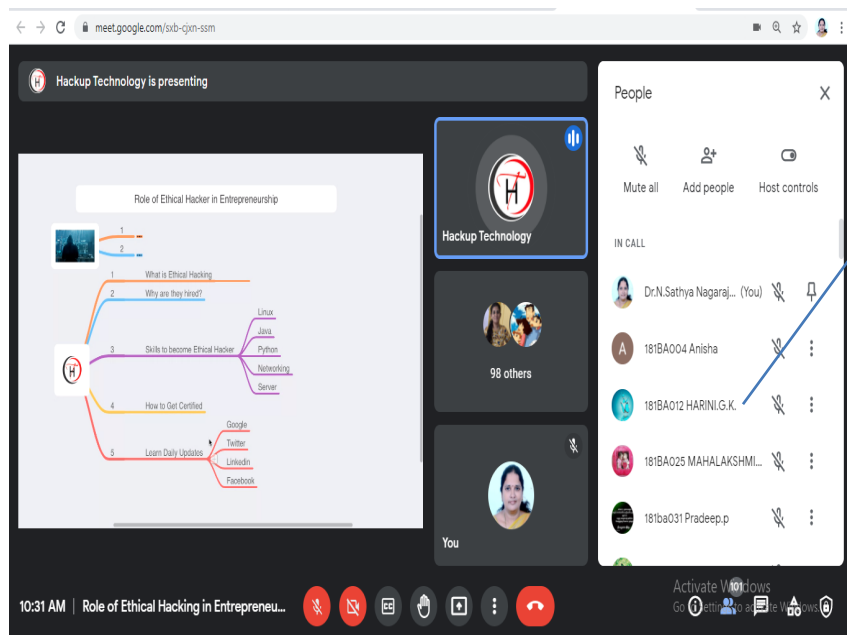 meet.google.com/sxb-cjxn-ssm
Hackup Technology is presenting
Role of Ethical Hacker in Entrepreneurship
1
2
1 What is Ethical Hacking
2 Why are they hired?
3 Skills to become Ethical Hacker
Linux
Java
Python
Networking
Server
4 How to Get Certified
5 Learn Daily Updates
Google
Twitter
Linkedin
Facebook
Hackup Technology
98 others
You
People
Mute all Add people Host controls
IN CALL
Dr.N.Sathya Nagaraj... (You)
A 181BA004 Anisha
181BA012 HARINI.G.K.
181BA025 MAHALAKSHMI...
181ba031 Pradeep.p
10:31 AM | Role of Ethical Hacking in Entrepreneu...
CC
101
Activate Windows
Go to